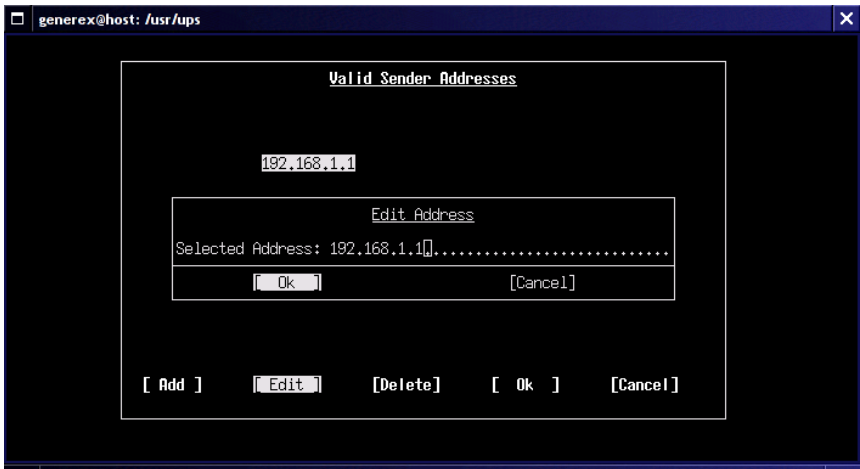 generex@host: /usr/ups
Valid Sender Addresses
192.168.1.1
Edit Address
Selected Address: 192.168.1.1.............................
[ Ok ] [Cancel]
[ Add ] [ Edit ] [Delete] [ Ok ] [Cancel]